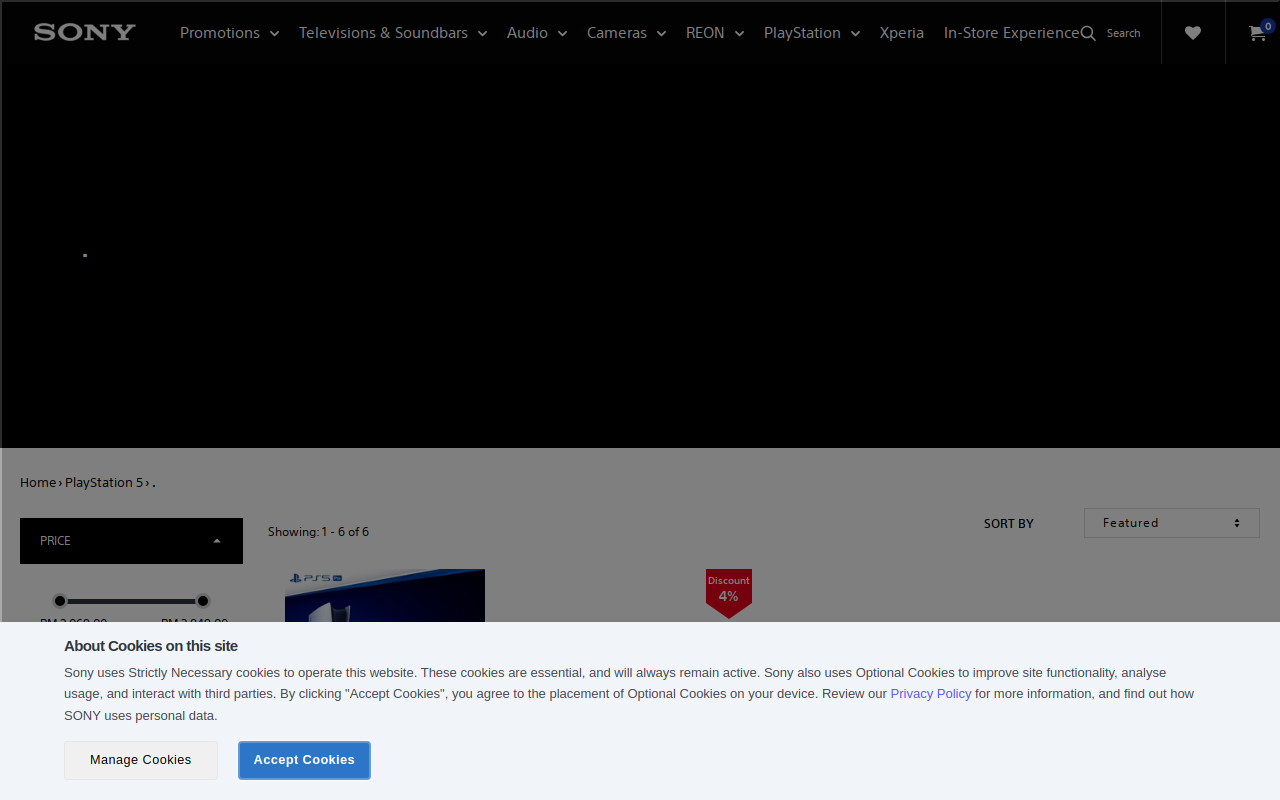 SONY Promotions Televisions & Soundbars Audio Cameras REON PlayStation Xperia In-Store Experience Search 0
.
Home › PlayStation 5 › .
PRICE
Showing: 1 - 6 of 6
SORT BY Featured
PS5 Pro
Discount
4%
About Cookies on this site
Sony uses Strictly Necessary cookies to operate this website. These cookies are essential, and will always remain active. Sony also uses Optional Cookies to improve site functionality, analyse
usage, and interact with third parties. By clicking "Accept Cookies", you agree to the placement of Optional Cookies on your device. Review our Privacy Policy for more information, and find out how
SONY uses personal data.
Manage Cookies Accept Cookies